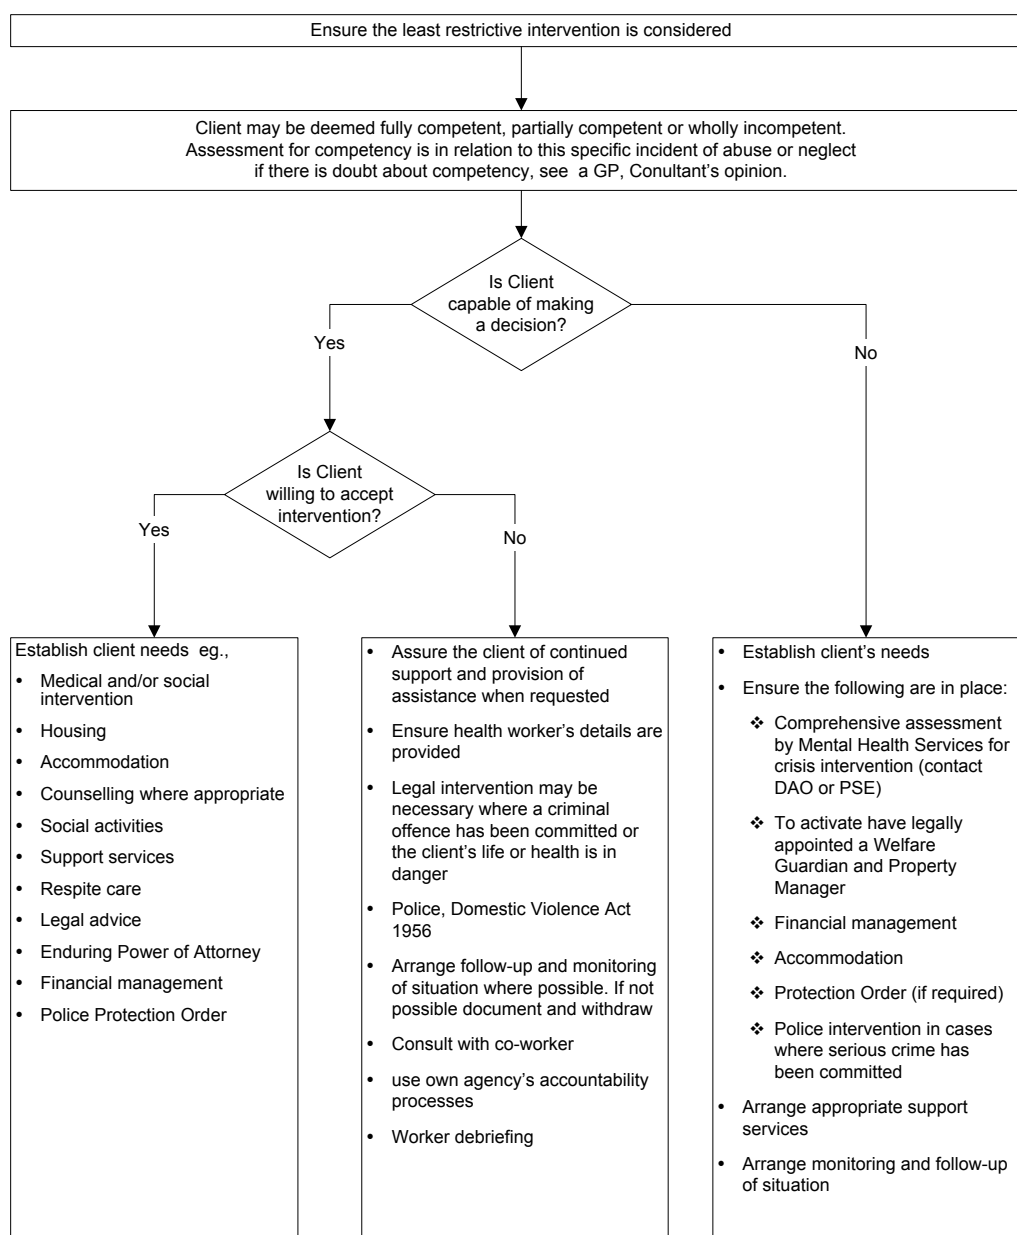 Ensure the least restrictive intervention is considered
Client may be deemed fully competent, partially competent or wholly incompetent.
Assessment for competency is in relation to this specific incident of abuse or neglect
if there is doubt about competency, see a GP, Conultant's opinion.
Is Client
capable of making
a decision?
Yes
No
Is Client
willing to accept
intervention?
Yes
No
Establish client needs eg.,
• Medical and/or social
intervention
• Housing
• Accommodation
• Counselling where appropriate
• Social activities
• Support services
• Respite care
• Legal advice
• Enduring Power of Attorney
• Financial management
• Police Protection Order
• Assure the client of continued
support and provision of
assistance when requested
• Ensure health worker's details are
provided
• Legal intervention may be
necessary where a criminal
offence has been committed or
the client's life or health is in
danger
• Police, Domestic Violence Act
1956
• Arrange follow-up and monitoring
of situation where possible. If not
possible document and withdraw
• Consult with co-worker
• use own agency's accountability
processes
• Worker debriefing
• Establish client's needs
• Ensure the following are in place:
❖ Comprehensive assessment
by Mental Health Services for
crisis intervention (contact
DAO or PSE)
❖ To activate have legally
appointed a Welfare
Guardian and Property
Manager
❖ Financial management
❖ Accommodation
❖ Protection Order (if required)
❖ Police intervention in cases
where serious crime has
been committed
• Arrange appropriate support
services
• Arrange monitoring and follow-up
of situation